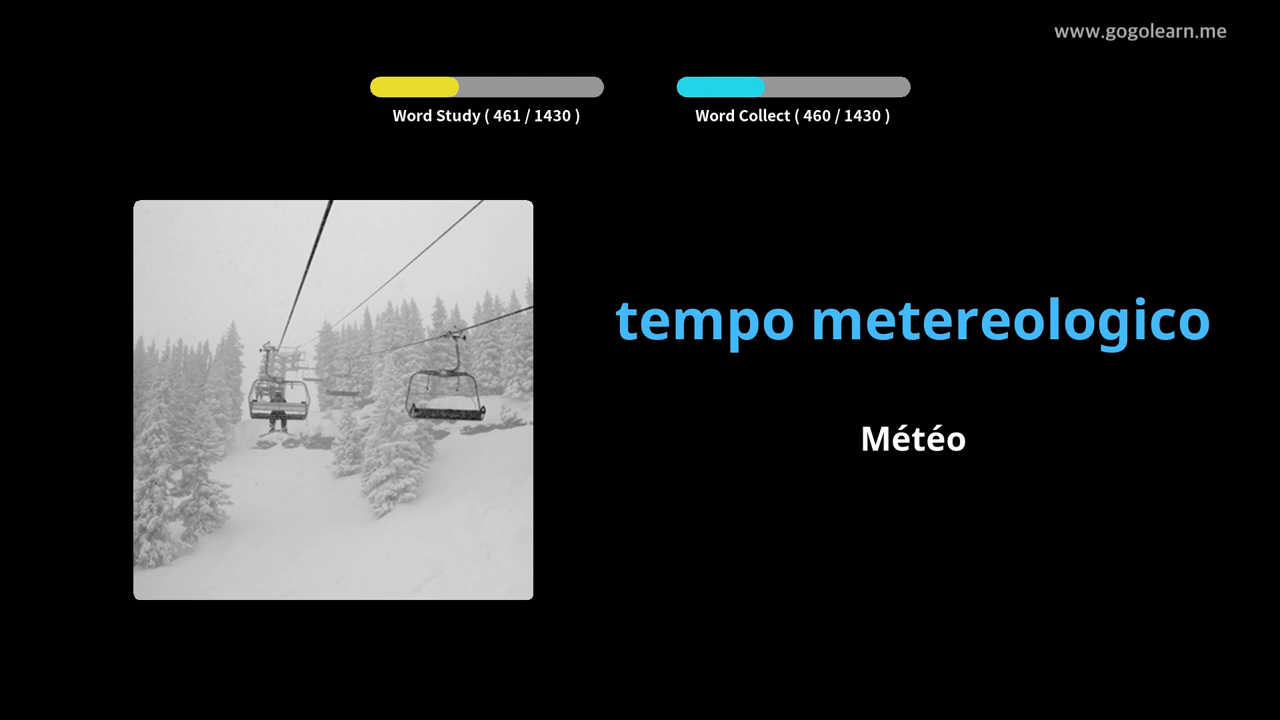 www.gogolearn.me
Word Study ( 461 / 1430 )
Word Collect ( 460 / 1430 )
tempo metereologico
Météo